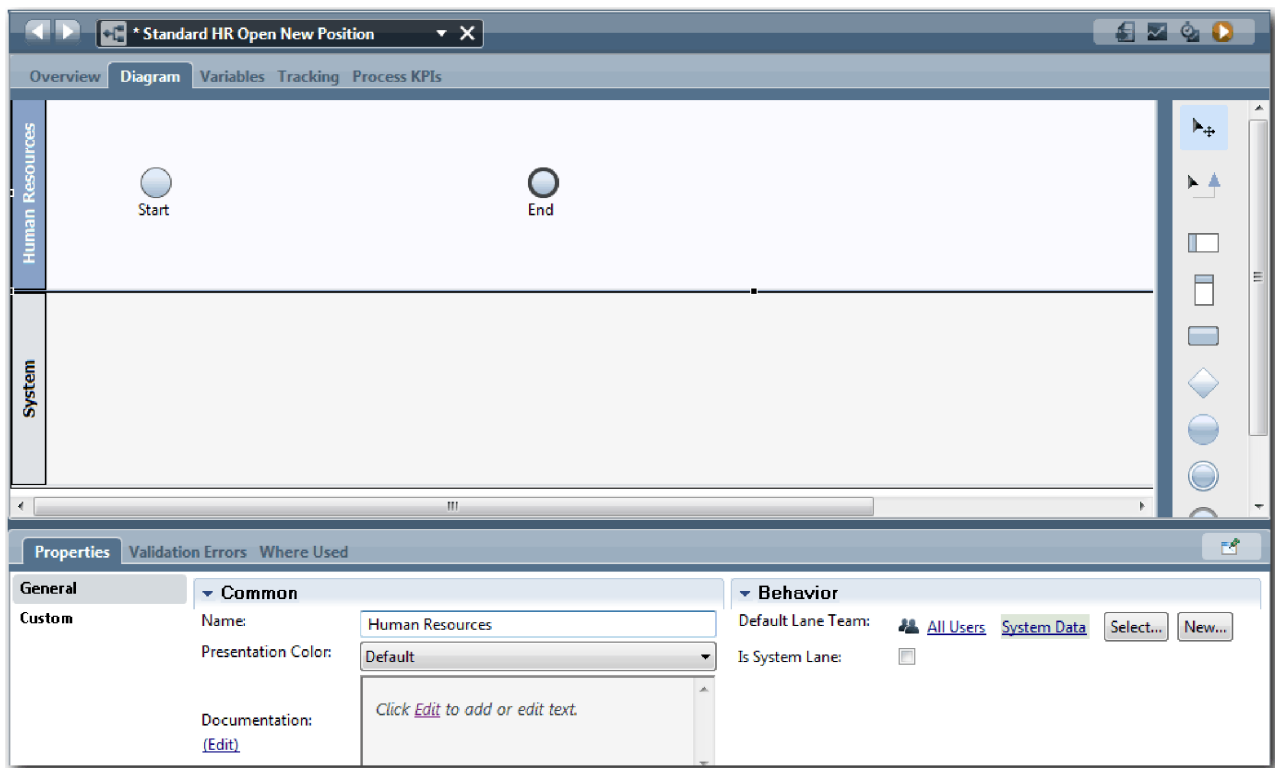 * Standard HR Open New Position
Overview Diagram Variables Tracking Process KPIs
Human Resources
Start
End
System
Properties Validation Errors Where Used
General
Custom
Common
Name: Human Resources
Presentation Color: Default
Documentation:
(Edit)
Click Edit to add or edit text.
Behavior
Default Lane Team: All Users System Data Select... New...
Is System Lane: